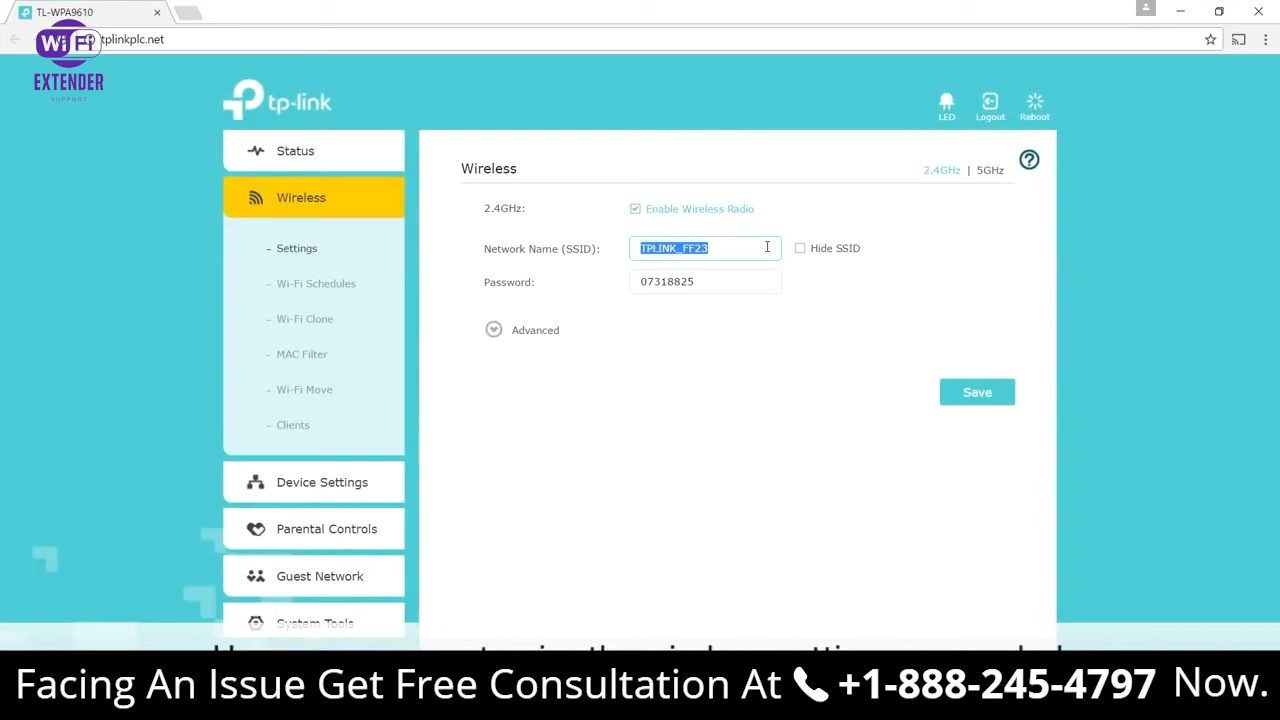 TL-WPA9610
tplinkplc.net
WiFi
EXTENDER
SUPPORT
tp-link
LED
Logout
Reboot
Status
Wireless
Settings
- Wi-Fi Schedules
- Wi-Fi Clone
- MAC Filter
- Wi-Fi Move
- Clients
Device Settings
Parental Controls
Guest Network
System Tools
Wireless
2.4GHz | 5GHz
2.4GHz:
Enable Wireless Radio
Network Name (SSID):
TPLINK_FF23
Hide SSID
Password:
07318825
Advanced
Save
Facing An Issue Get Free Consultation At +1-888-245-4797 Now.